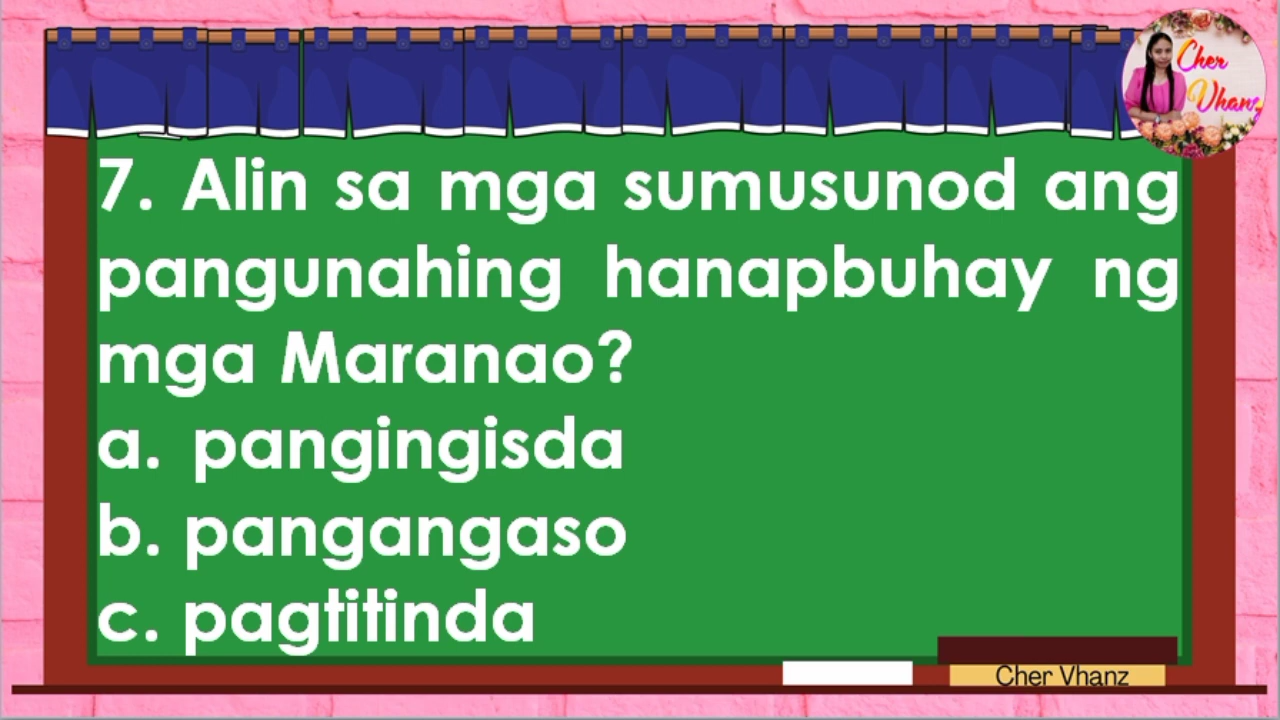 Cher
Vhanz
7. Alin sa mga sumusunod ang
pangunahing hanapbuhay ng
mga Maranao?
a. pangingisda
b. pangangaso
c. pagtitinda
Cher Vhanz